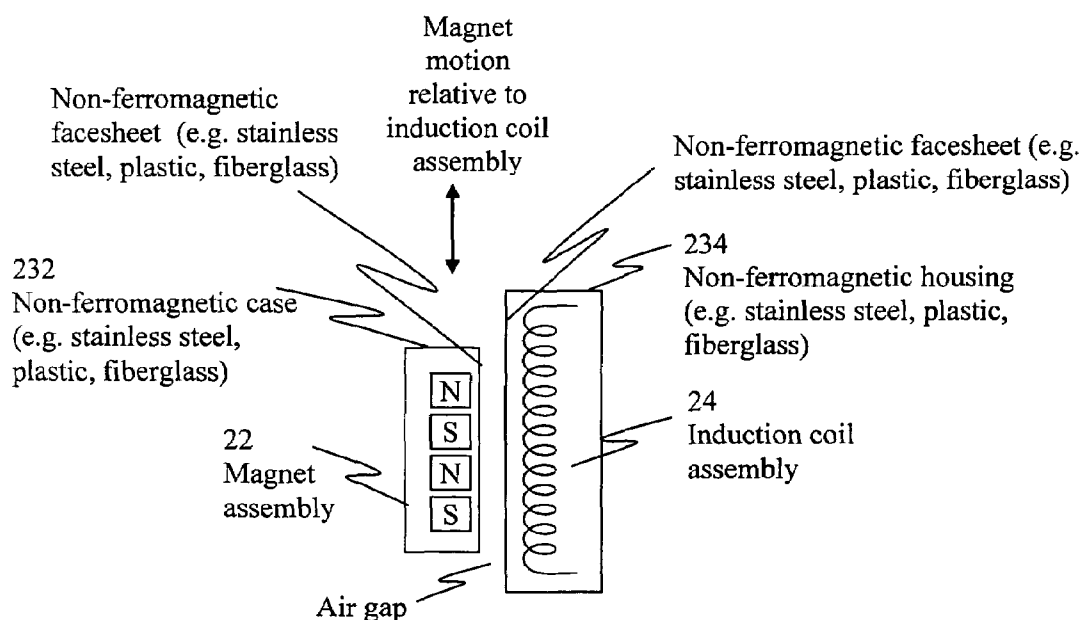 Magnet
motion
relative to
induction coil
assembly
Non-ferromagnetic
facesheet (e.g. stainless
steel, plastic, fiberglass)
Non-ferromagnetic facesheet (e.g.
stainless steel, plastic, fiberglass)
232
Non-ferromagnetic case
(e.g. stainless steel,
plastic, fiberglass)
234
Non-ferromagnetic housing
(e.g. stainless steel, plastic,
fiberglass)
N
S
N
S
22
Magnet
assembly
24
Induction coil
assembly
Air gap